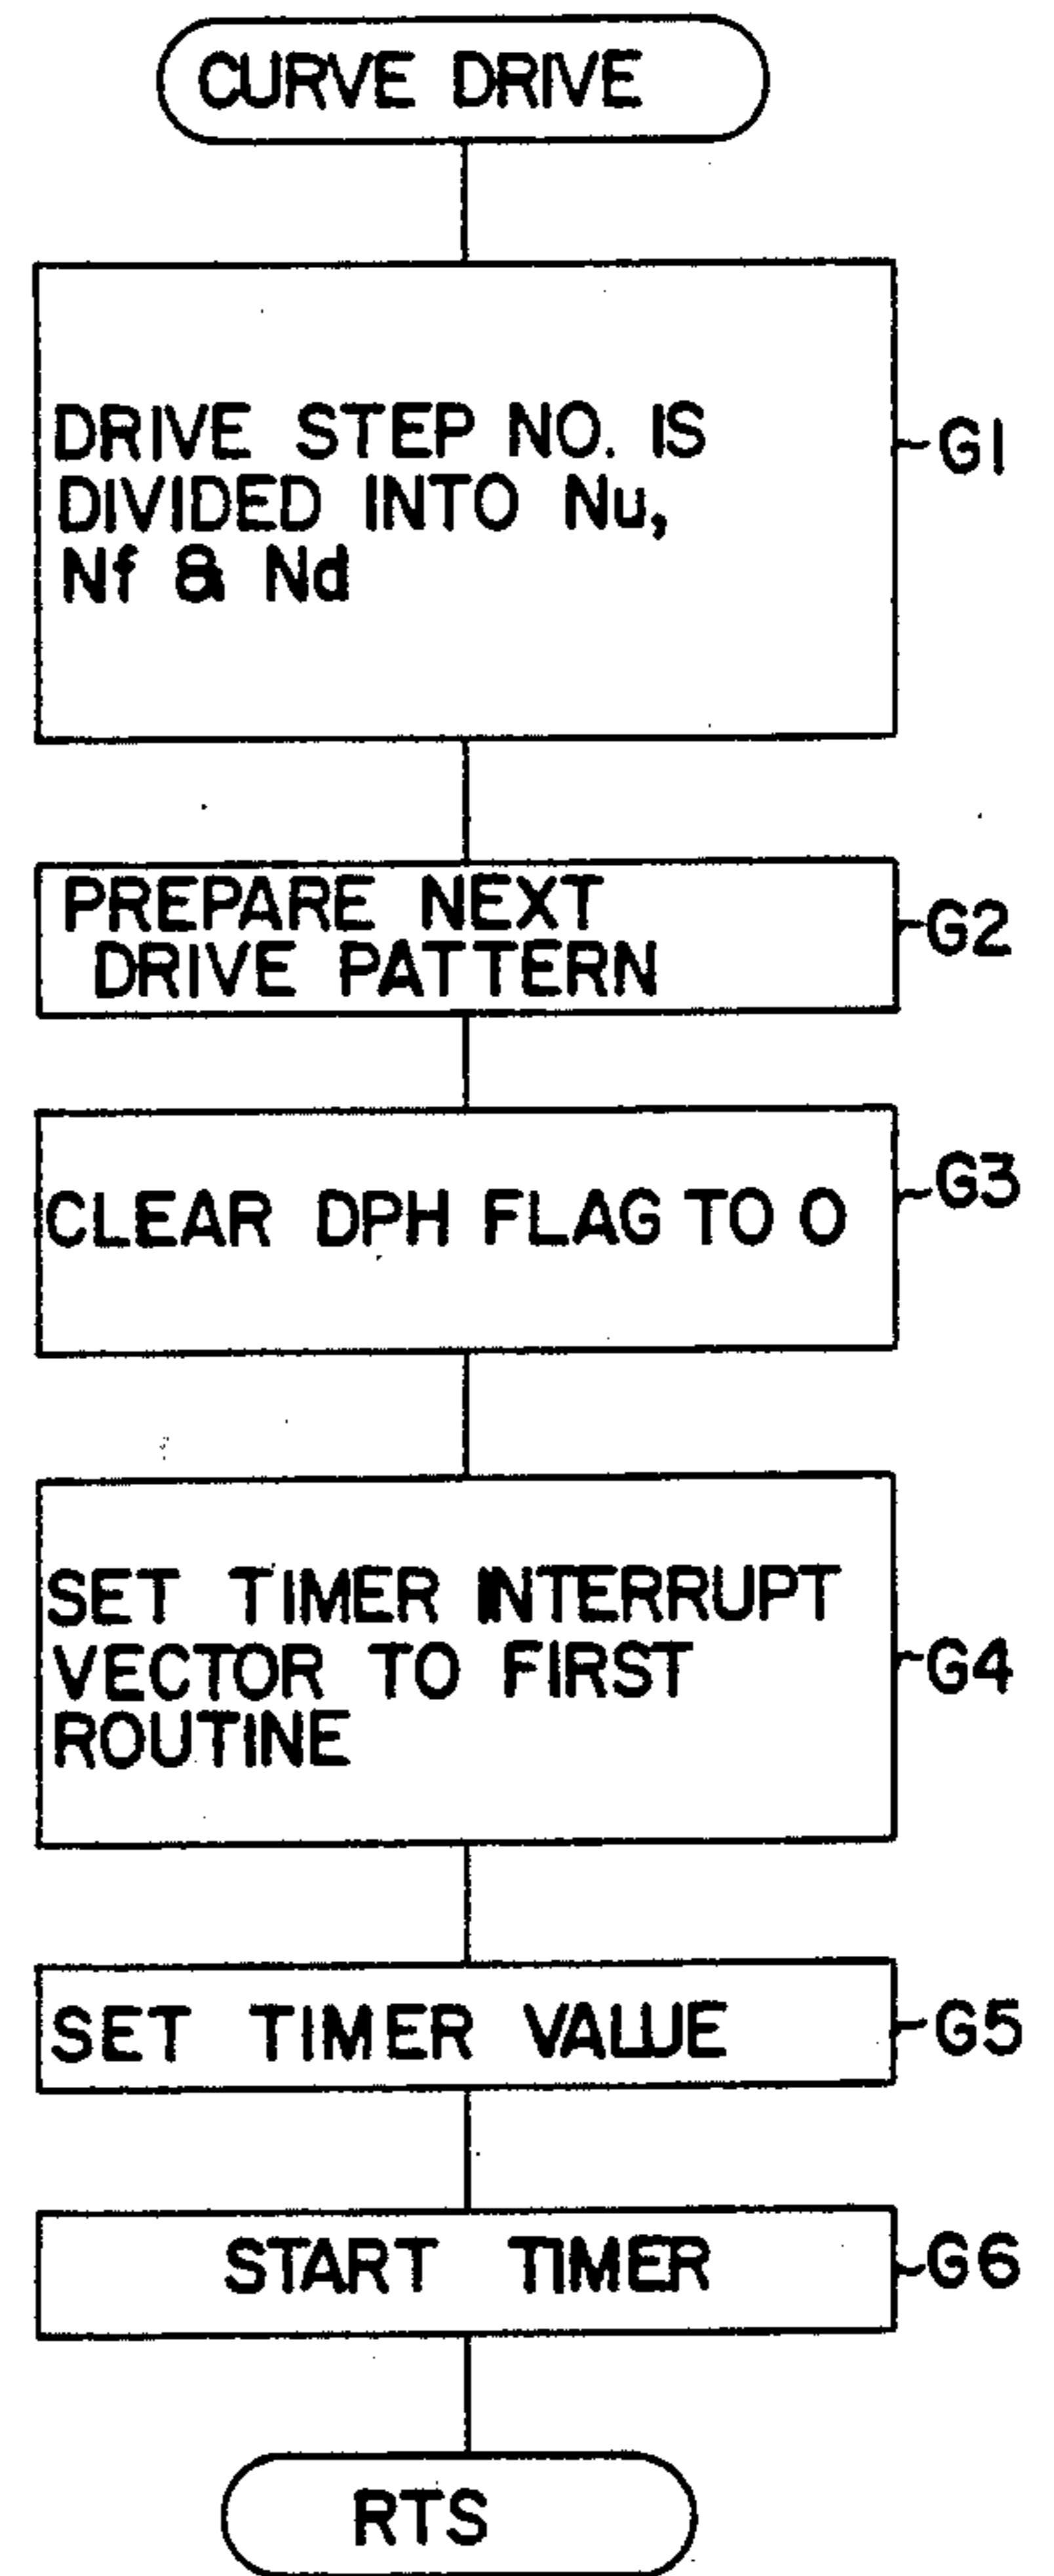 CURVE DRIVE
DRIVE STEP NO. IS
DIVIDED INTO Nu,
Nf & Nd
G1
PREPARE NEXT
DRIVE PATTERN
G2
CLEAR DPH FLAG TO 0
G3
SET TIMER INTERRUPT
VECTOR TO FIRST
ROUTINE
G4
SET TIMER VALUE
G5
START TIMER
G6
RTS